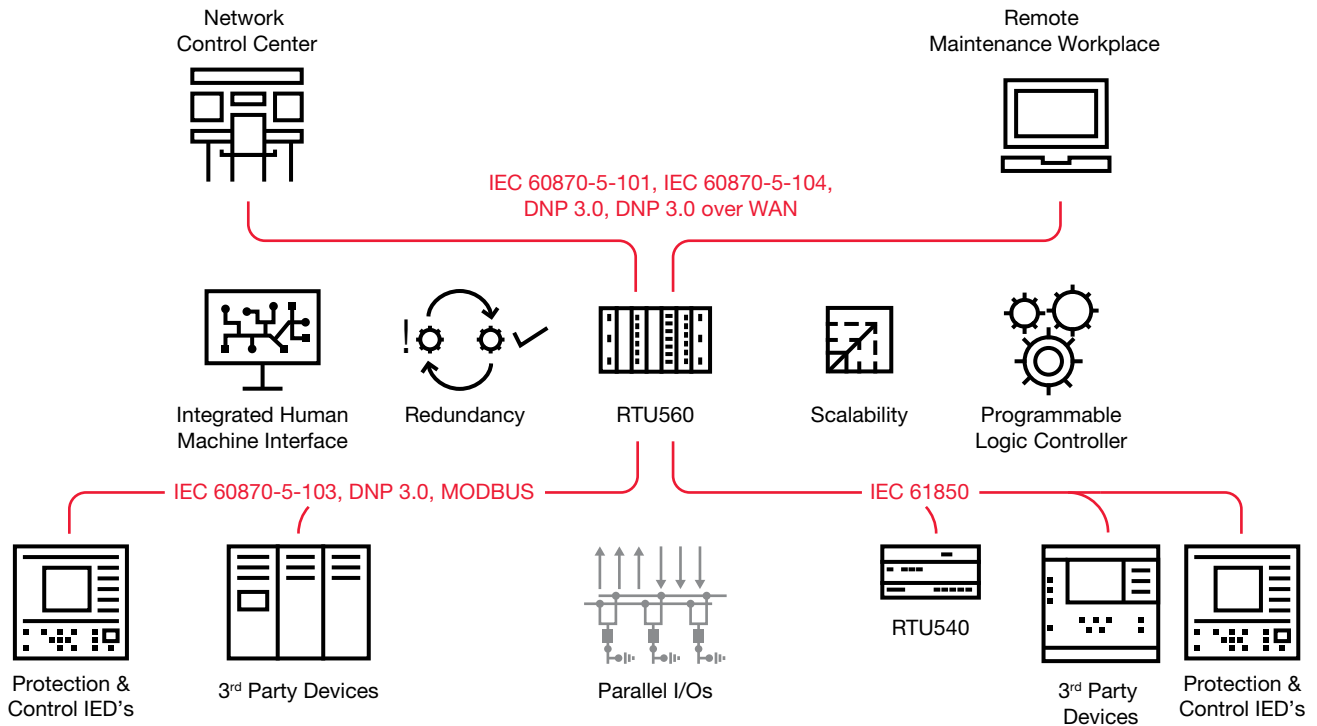 Network
Control Center
Remote
Maintenance Workplace
IEC 60870-5-101, IEC 60870-5-104,
DNP 3.0, DNP 3.0 over WAN
!
Integrated Human
Machine Interface
Redundancy
RTU560
Scalability
Programmable
Logic Controller
IEC 60870-5-103, DNP 3.0, MODBUS
IEC 61850
Protection &
Control IED's
3rd Party Devices
Parallel I/Os
RTU540
3rd Party
Devices
Protection &
Control IED's